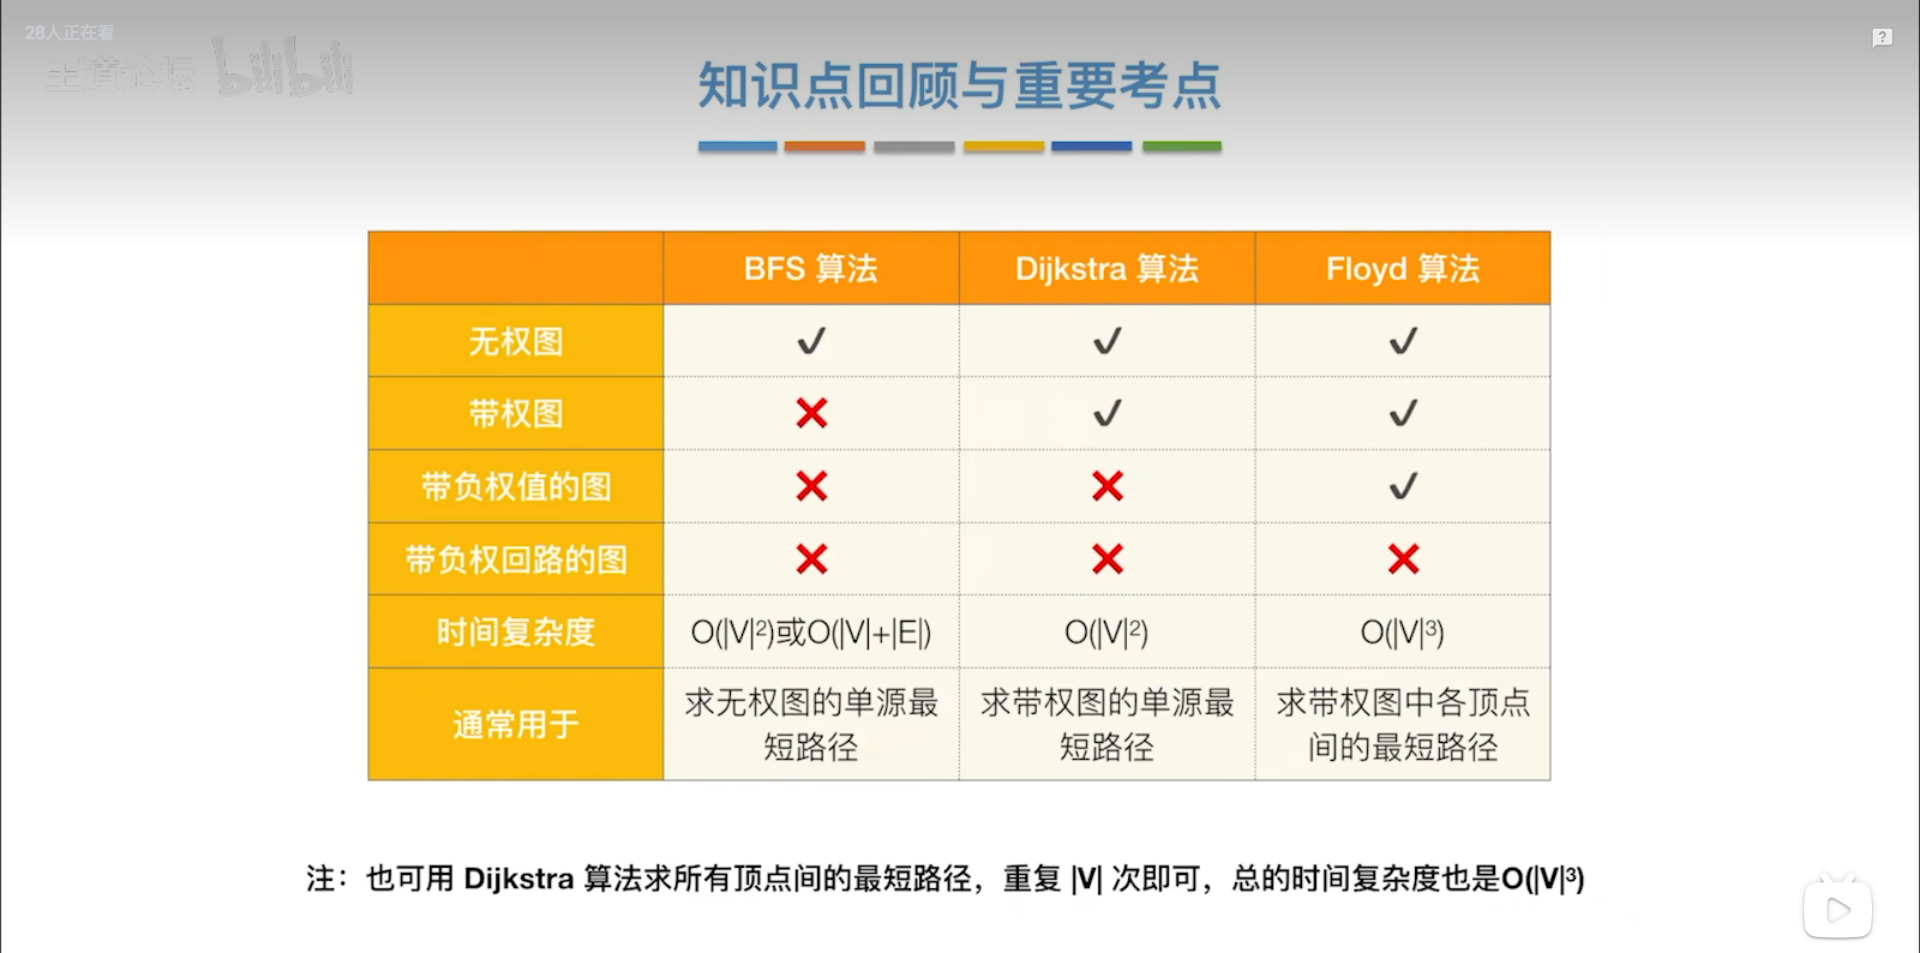 28人正在看
王道论坛 bilibili
知识点回顾与重要考点
BFS 算法 Dijkstra 算法 Floyd 算法
无权图 ✔ ✔ ✔
带权图 ❌ ✔ ✔
带负权值的图 ❌ ❌ ✔
带负权回路的图 ❌ ❌ ❌
时间复杂度 O(|V|²)或O(|V|+|E|) O(|V|²) O(|V|³)
通常用于 求无权图的单源最短路径 求带权图的单源最短路径 求带权图中各顶点间的最短路径
注：也可用 Dijkstra 算法求所有顶点间的最短路径，重复 |V| 次即可，总的时间复杂度也是O(|V|³)